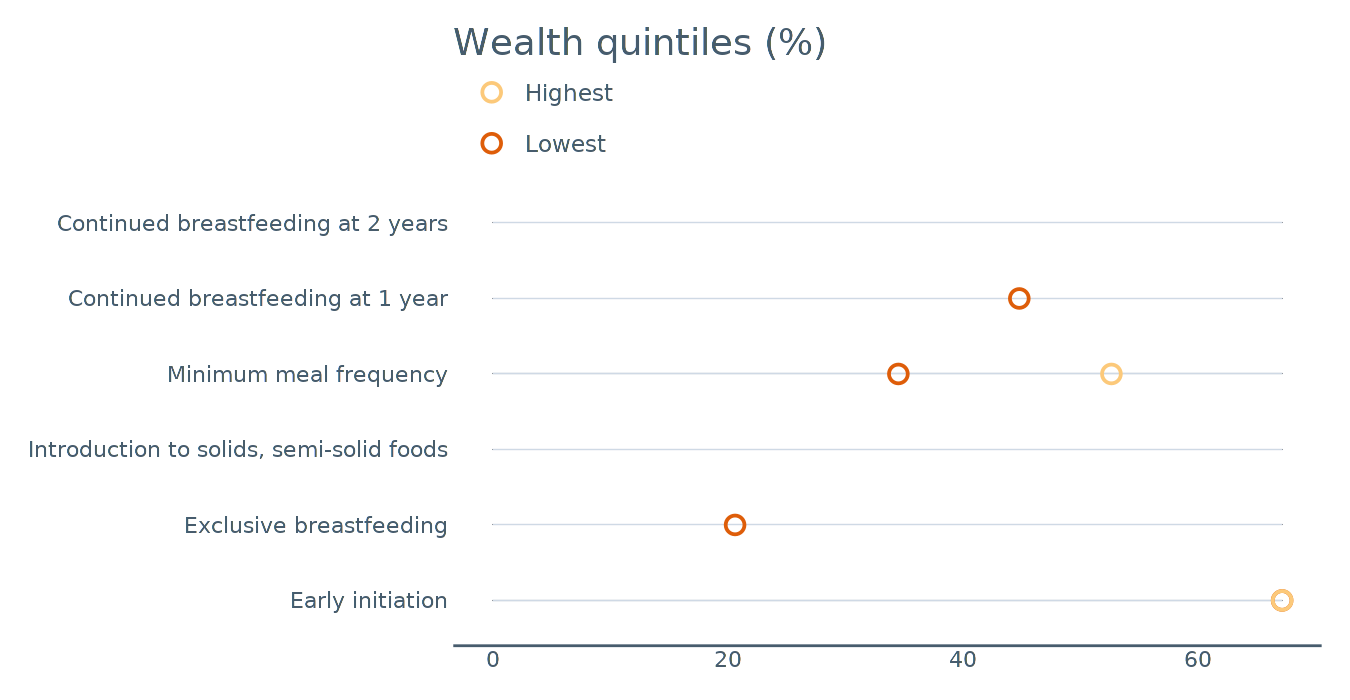 Wealth quintiles (%)
Highest
Lowest
Continued breastfeeding at 2 years
Continued breastfeeding at 1 year
Minimum meal frequency
Introduction to solids, semi-solid foods
Exclusive breastfeeding
Early initiation
0 20 40 60